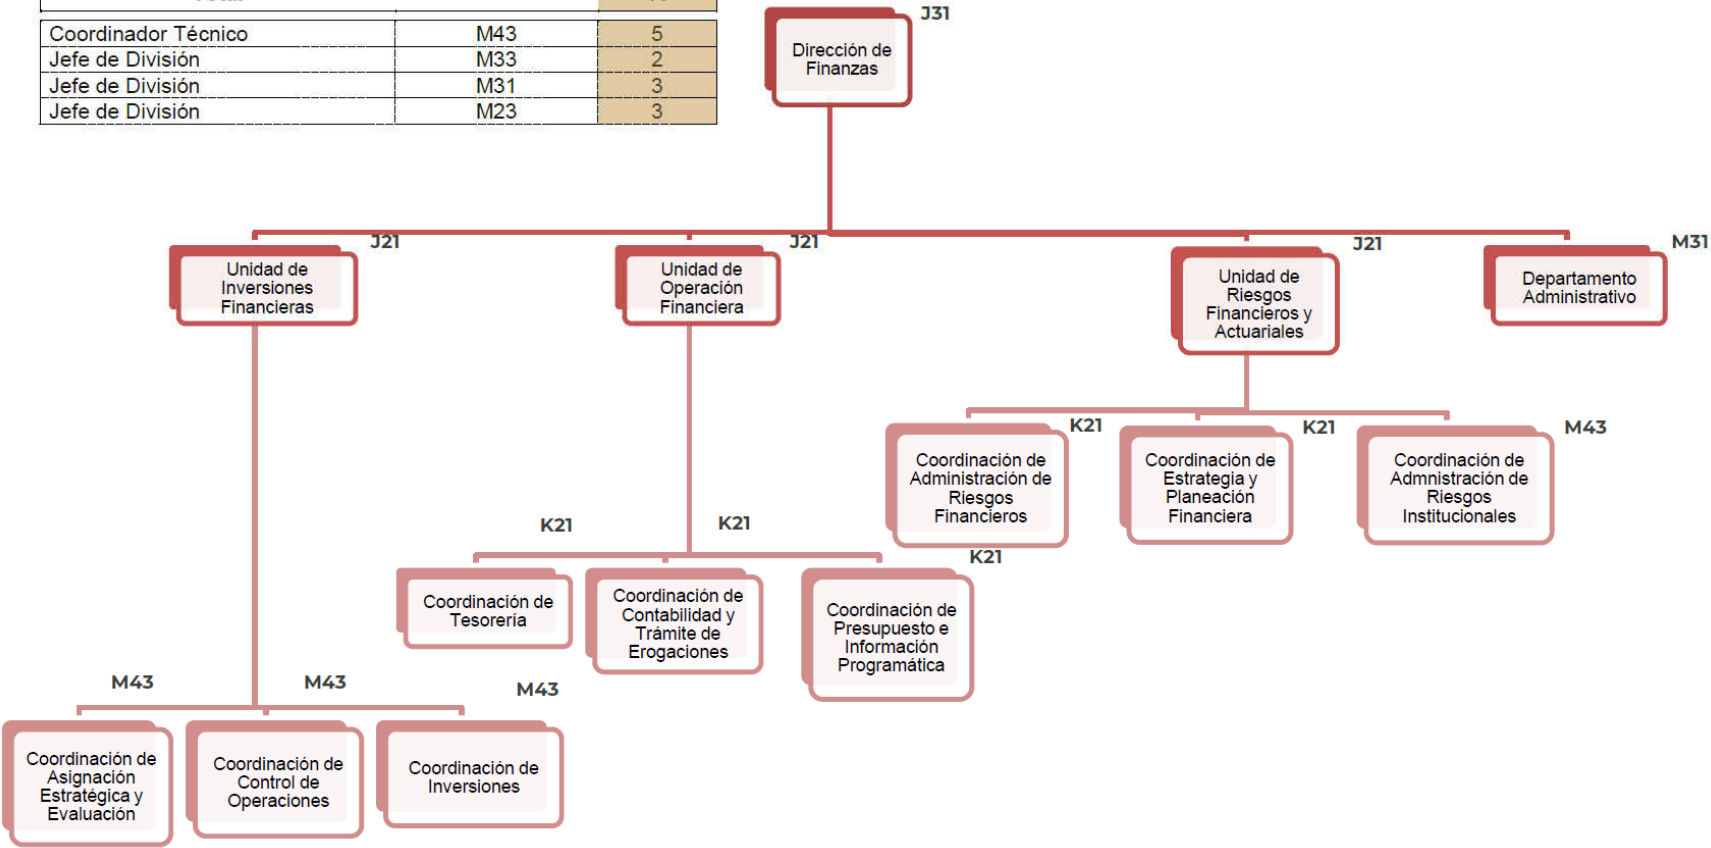 Coordinador Técnico M43 5
Jefe de División M33 2
Jefe de División M31 3
Jefe de División M23 3
J31
Dirección de
Finanzas
J21
Unidad de
Inversiones
Financieras
J21
Unidad de
Operación
Financiera
J21
Unidad de
Riesgos
Financieros y
Actuariales
M31
Departamento
Administrativo
K21
Coordinación de
Administración de
Riesgos
Financieros
K21
Coordinación de
Estrategia y
Planeación
Financiera
M43
Coordinación de
Admnistración de
Riesgos
Institucionales
K21
Coordinación de
Tesorería
K21
Coordinación de
Contabilidad y
Trámite de
Erogaciones
K21
Coordinación de
Presupuesto e
Información
Programática
M43
Coordinación de
Asignación
Estratégica y
Evaluación
M43
Coordinación de
Control de
Operaciones
M43
Coordinación de
Inversiones